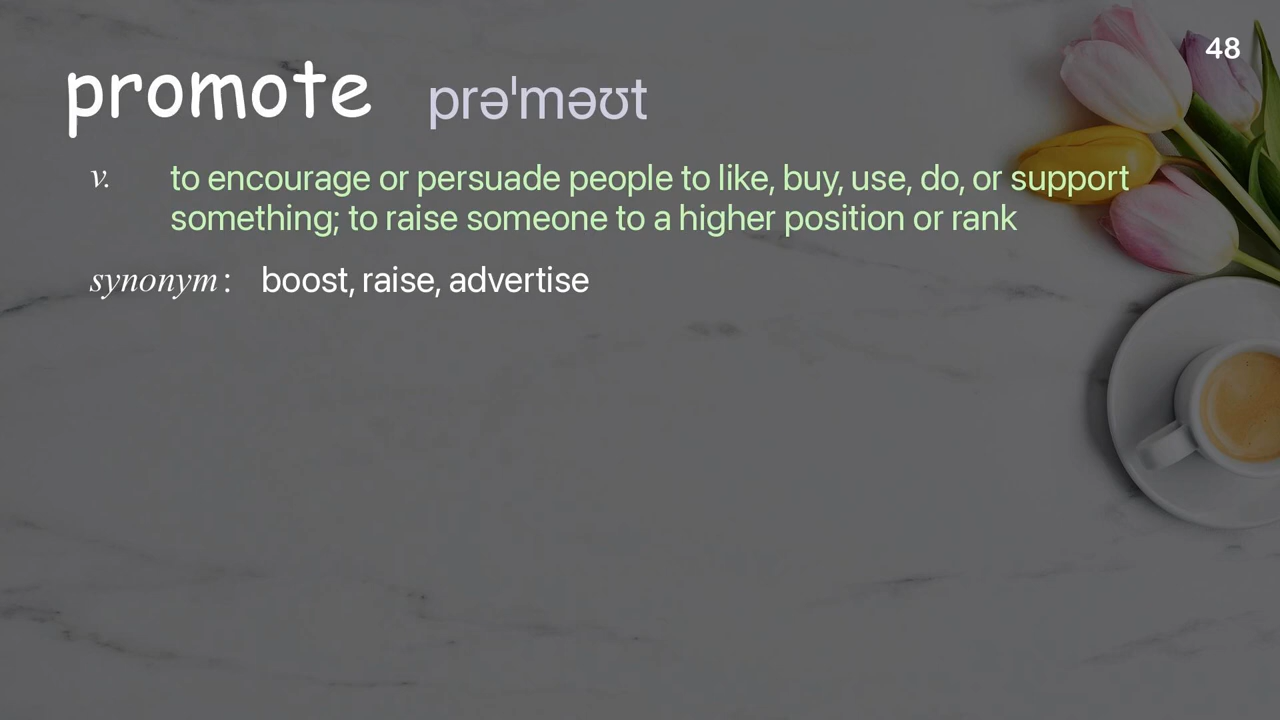 48
promote prəˈməʊt
v. to encourage or persuade people to like, buy, use, do, or support
something; to raise someone to a higher position or rank
synonym: boost, raise, advertise